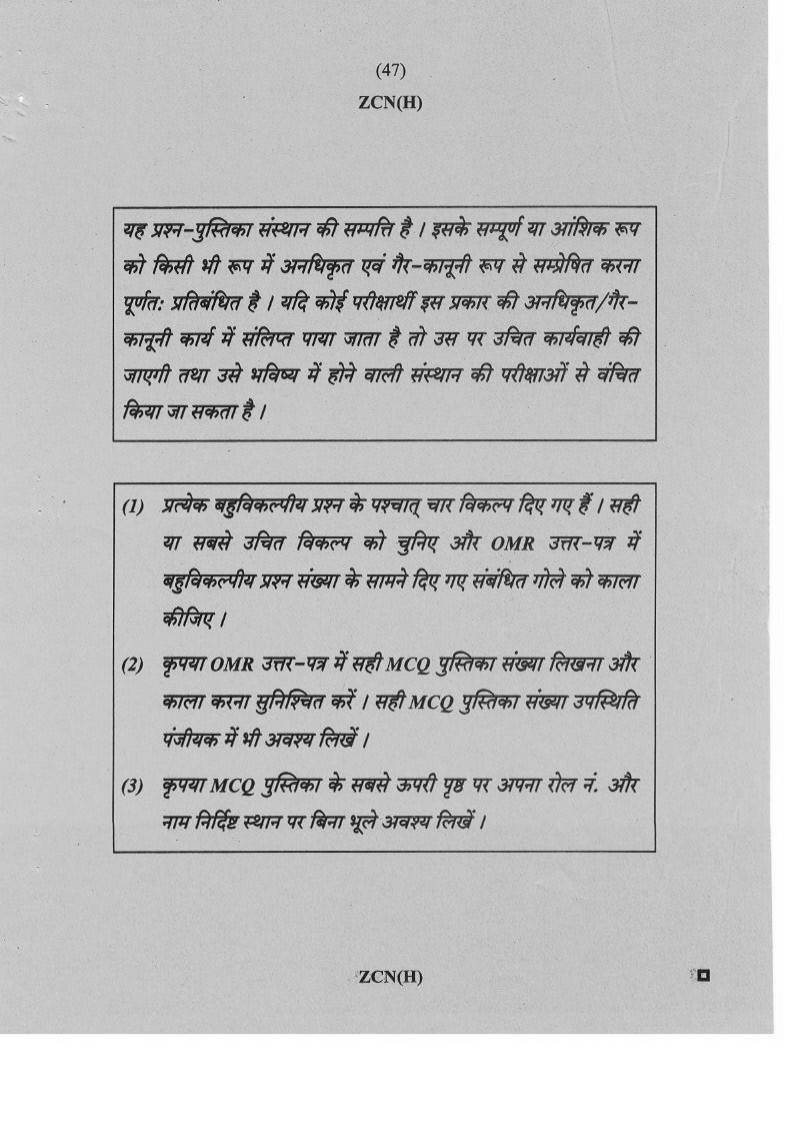 (47)
ZCN(H)
यह प्रश्न-पुस्तिका संस्थान की सम्पत्ति है । इसके सम्पूर्ण या आंशिक रूप
को किसी भी रूप में अनधिकृत एवं गैर-कानूनी रूप से सम्प्रेषित करना
पूर्णतः प्रतिबंधित है । यदि कोई परीक्षार्थी इस प्रकार की अनधिकृत/गैर-
कानूनी कार्य में संलिप्त पाया जाता है तो उस पर उचित कार्यवाही की
जाएगी तथा उसे भविष्य में होने वाली संस्थान की परीक्षाओं से वंचित
किया जा सकता है ।
(1) प्रत्येक बहुविकल्पीय प्रश्न के पश्चात् चार विकल्प दिए गए हैं । सही
या सबसे उचित विकल्प को चुनिए और OMR उत्तर-पत्र में
बहुविकल्पीय प्रश्न संख्या के सामने दिए गए संबंधित गोले को काला
कीजिए ।
(2) कृपया OMR उत्तर-पत्र में सही MCQ पुस्तिका संख्या लिखना और
काला करना सुनिश्चित करें । सही MCQ पुस्तिका संख्या उपस्थिति
पंजीयक में भी अवश्य लिखें ।
(3) कृपया MCQ पुस्तिका के सबसे ऊपरी पृष्ठ पर अपना रोल नं. और
नाम निर्दिष्ट स्थान पर बिना भूले अवश्य लिखें ।
ZCN(H)